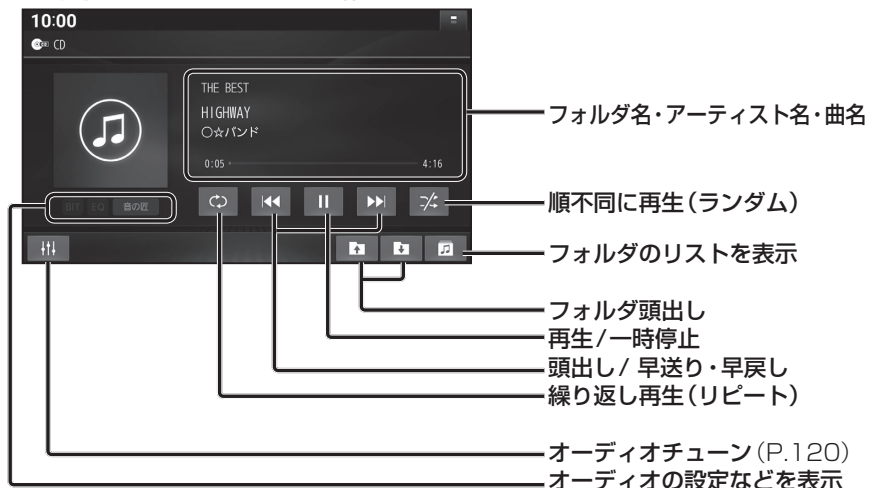 10:00
CD
THE BEST
HIGHWAY
○☆バンド
0:05
4:16
BIT EQ 音の匠
フォルダ名・アーティスト名・曲名
順不同に再生(ランダム)
フォルダのリストを表示
フォルダ頭出し
再生/一時停止
頭出し/ 早送り・早戻し
繰り返し再生(リピート)
オーディオチューン(P.120)
オーディオの設定などを表示